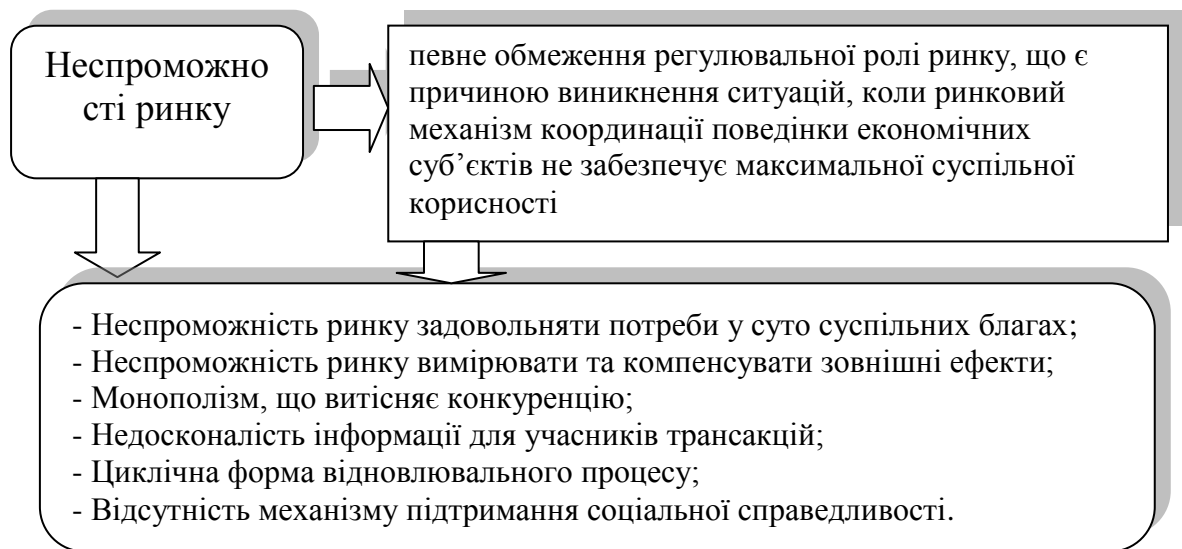 Неспроможно
сті ринку
певне обмеження регулювальної ролі ринку, що є
причиною виникнення ситуацій, коли ринковий
механізм координації поведінки економічних
суб’єктів не забезпечує максимальної суспільної
корисності
- Неспроможність ринку задовольняти потреби у суто суспільних благах;
- Неспроможність ринку вимірювати та компенсувати зовнішні ефекти;
- Монополізм, що витісняє конкуренцію;
- Недосконалість інформації для учасників трансакцій;
- Циклічна форма відновлювального процесу;
- Відсутність механізму підтримання соціальної справедливості.